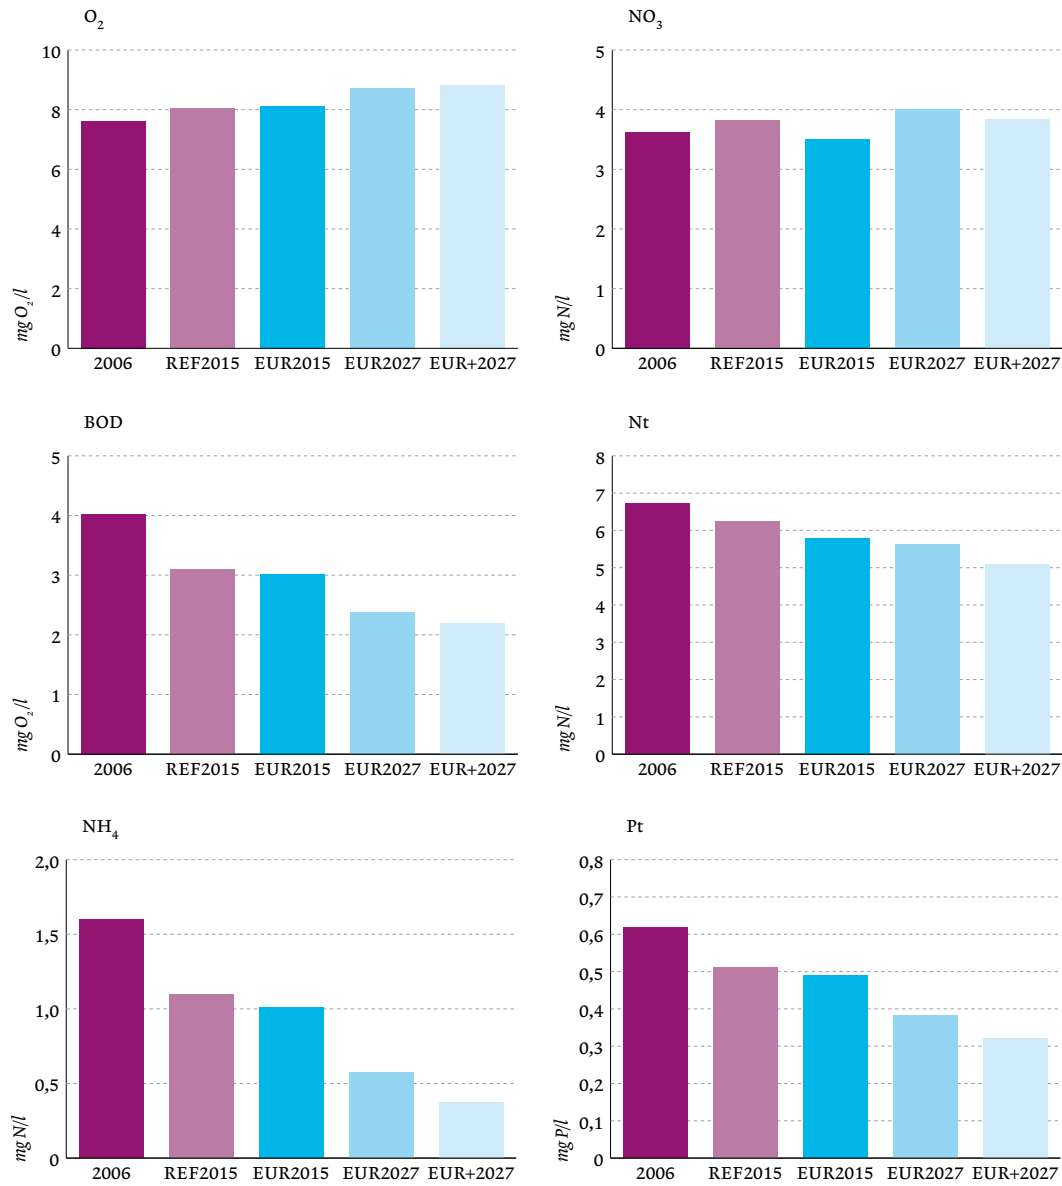 O₂
10
8
6
4
2
0
mg O₂/l
2006 REF2015 EUR2015 EUR2027 EUR+2027
NO₃
5
4
3
2
1
0
mg N/l
2006 REF2015 EUR2015 EUR2027 EUR+2027
BOD
5
4
3
2
1
0
mg O₂/l
2006 REF2015 EUR2015 EUR2027 EUR+2027
Nt
8
7
6
5
4
3
2
1
0
mg N/l
2006 REF2015 EUR2015 EUR2027 EUR+2027
NH₄
2,0
1,5
1,0
0,5
0
mg N/l
2006 REF2015 EUR2015 EUR2027 EUR+2027
Pt
0,8
0,7
0,6
0,5
0,4
0,3
0,2
0,1
0
mg P/l
2006 REF2015 EUR2015 EUR2027 EUR+2027